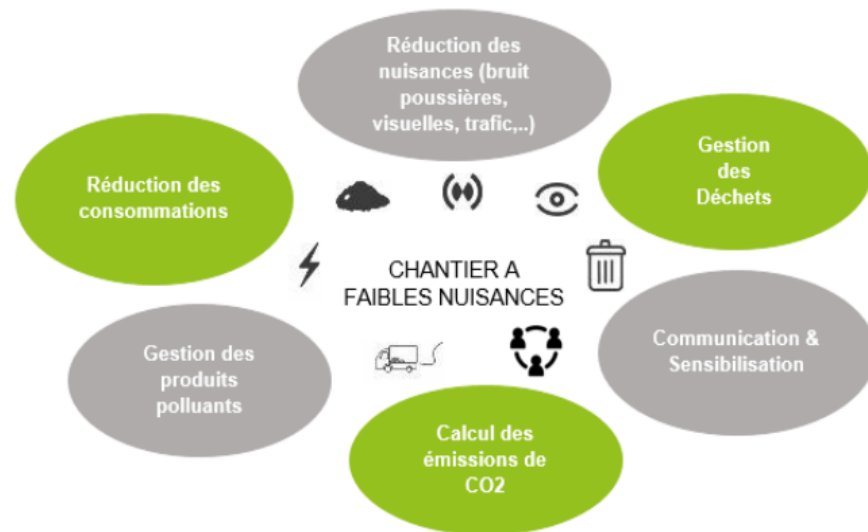 Réduction des
nuisances (bruit
poussières,
visuelles, trafic,..)
Gestion
des
Déchets
Réduction des
consommations
CHANTIER A
FAIBLES NUISANCES
Communication &
Sensibilisation
Gestion des
produits
polluants
Calcul des
émissions de
CO2